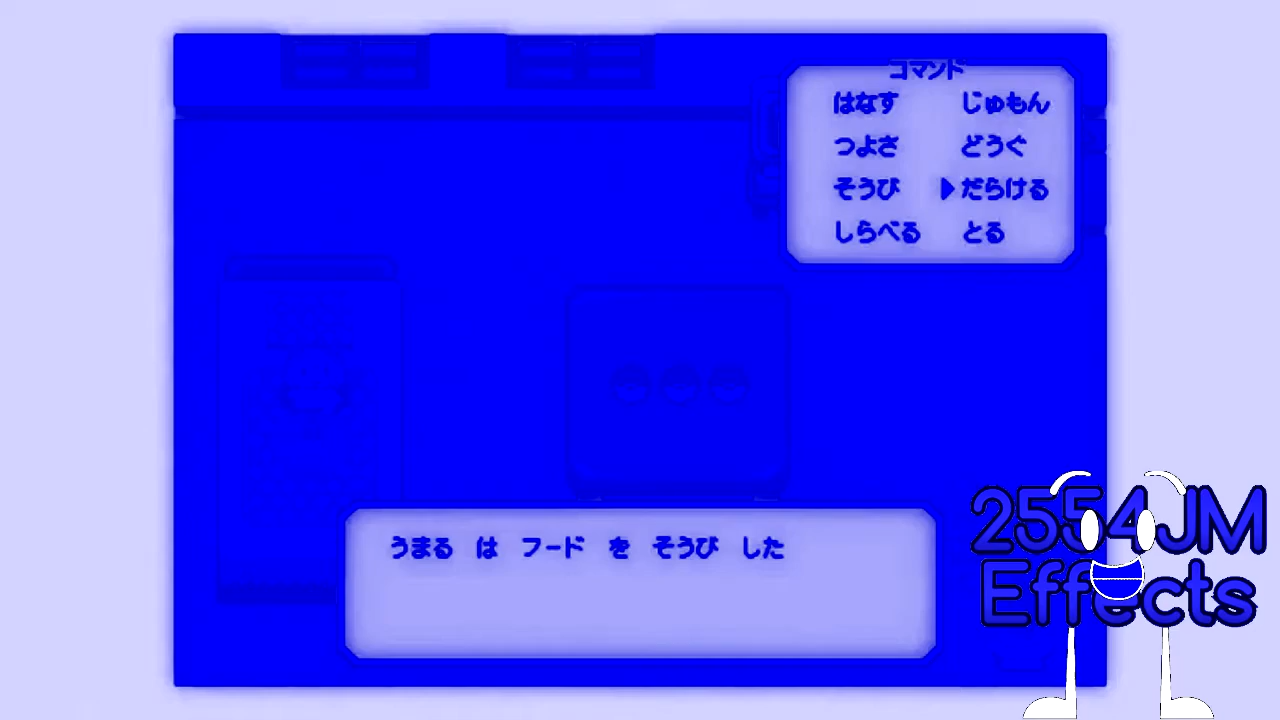 コマンド
はなす じゅもん
つよさ どうぐ
そうび ▶だらける
しらべる とる
うまる は フード を そうび した
2554JM
Effects